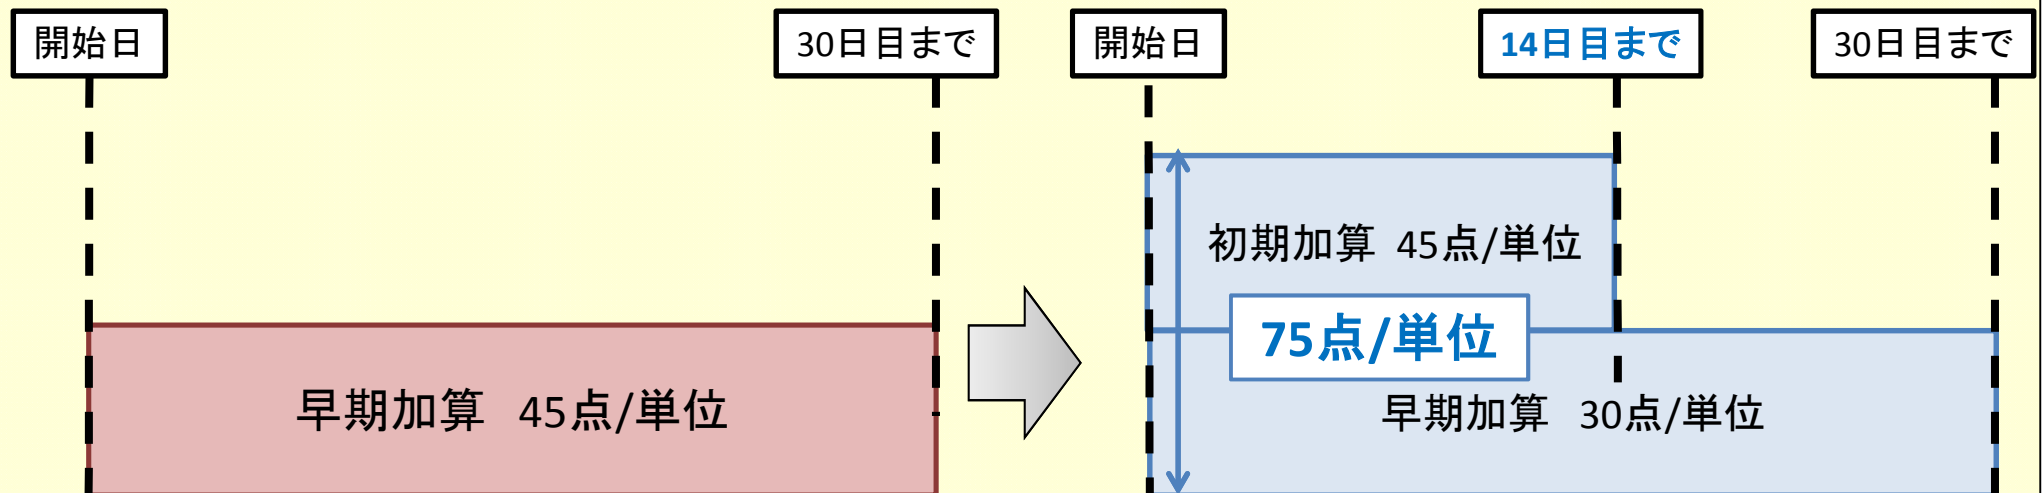 開始日
30日目まで
早期加算 45点/単位
開始日
14日目まで
30日目まで
初期加算 45点/単位
75点/単位
早期加算 30点/単位